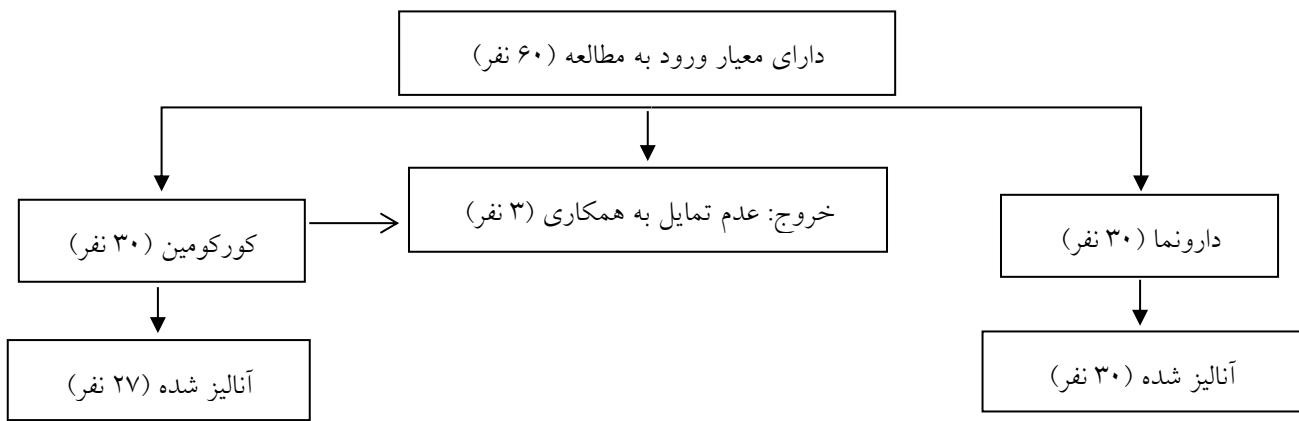 دارای معیار ورود به مطالعه (۶۰ نفر)
خروج: عدم تمایل به همکاری (۳ نفر)
دارونما (۳۰ نفر)
کورکومین (۳۰ نفر)
آنالیز شده (۳۰ نفر)
آنالیز شده (۲۷ نفر)